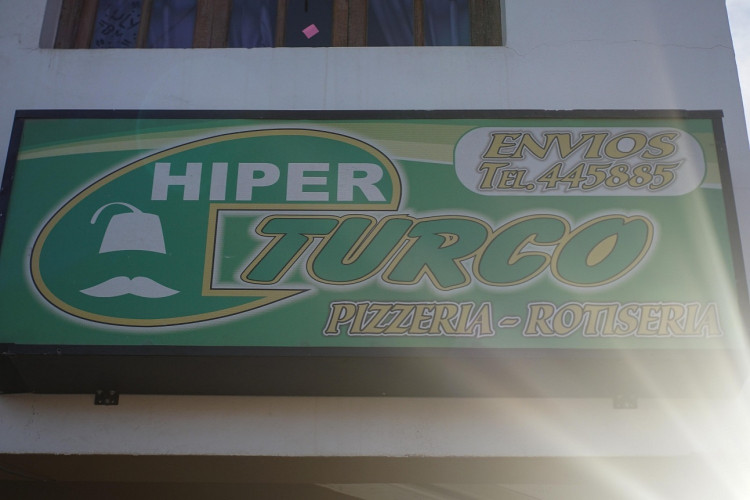 HIPER
TURCO
ENVIOS
TEL. 445885
PIZZERIA - ROTISERIA